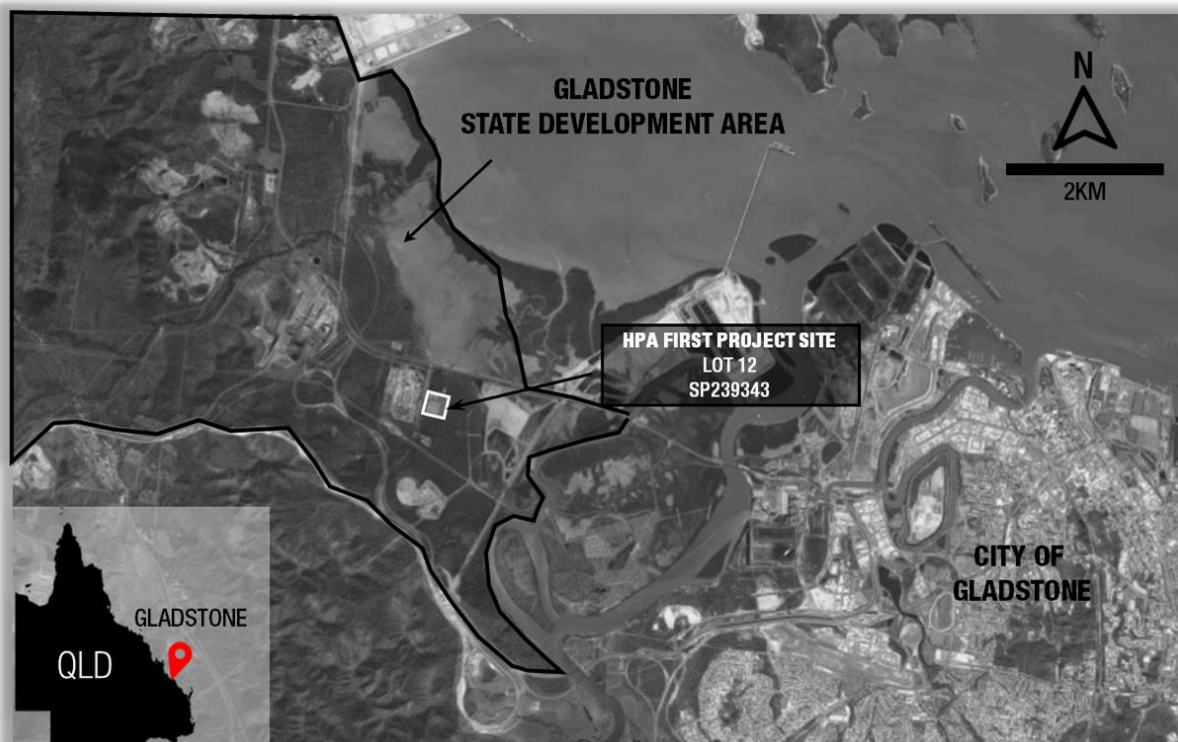 GLADSTONE
STATE DEVELOPMENT AREA
N
2KM
HPA FIRST PROJECT SITE
LOT 12
SP239343
CITY OF
GLADSTONE
GLADSTONE
QLD